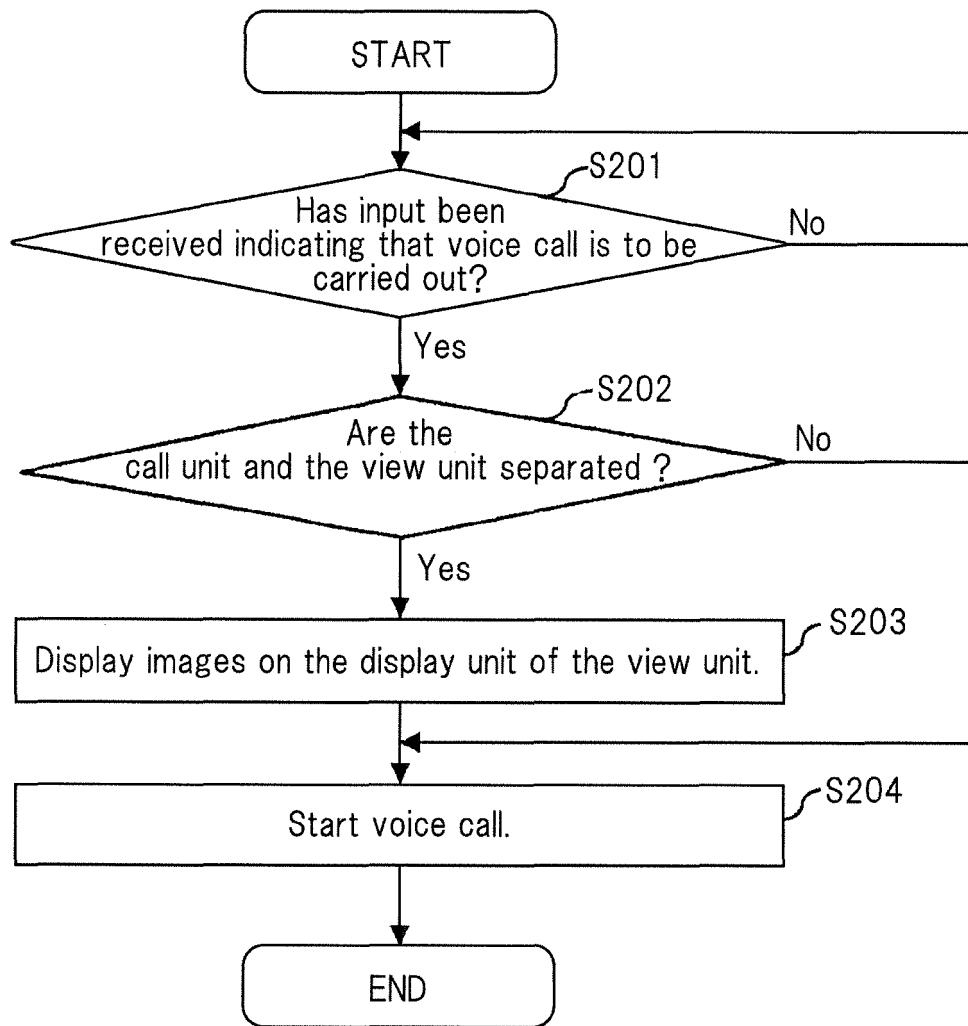 START
S201
Has input been
received indicating that voice call is to be
carried out?
No
Yes
S202
Are the
call unit and the view unit separated ?
No
Yes
S203
Display images on the display unit of the view unit.
S204
Start voice call.
END